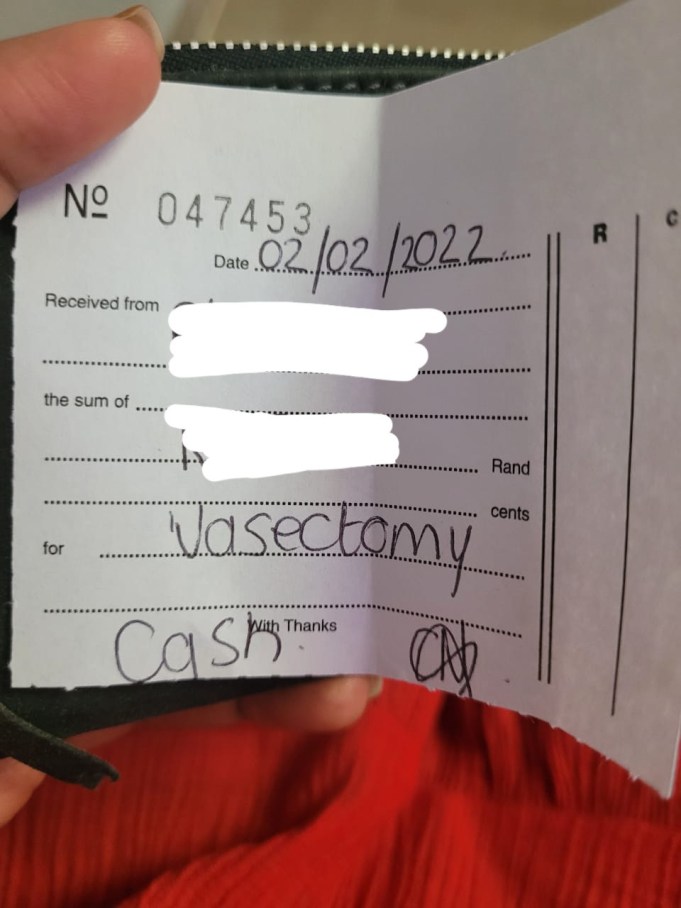 Nº 047453
Date 02/02/2022
R C
Received from
the sum of
Rand
cents
for Vasectomy
With Thanks
Cash.